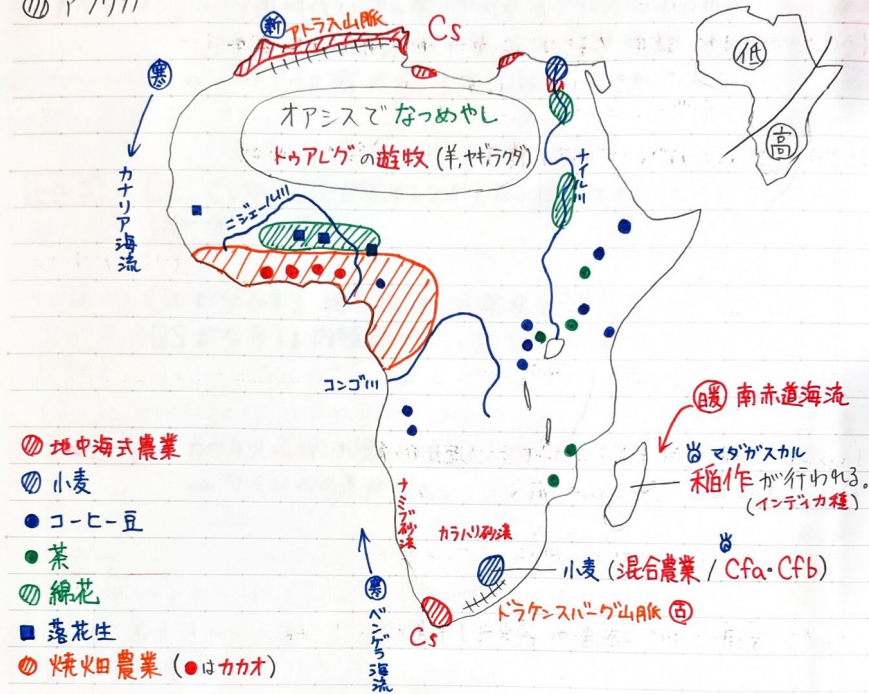 アフリカ
新 アトラス山脈
Cs
寒
カナリア海流
オアシスでなつめやし
トゥアレグの遊牧(羊,ヤギ,ラクダ)
ナイル川
低
高
ニジェール川
コンゴ川
暖 南赤道海流
マダガスカル
稲作が行われる。
(インディカ種)
ナミブ砂漠
カラハリ砂漠
小麦(混合農業/Cfa・Cfb)
ドラケンスバーグ山脈 古
Cs
寒
ベンゲラ海流
地中海式農業
小麦
コーヒー豆
茶
綿花
落花生
焼畑農業(●はカカオ)